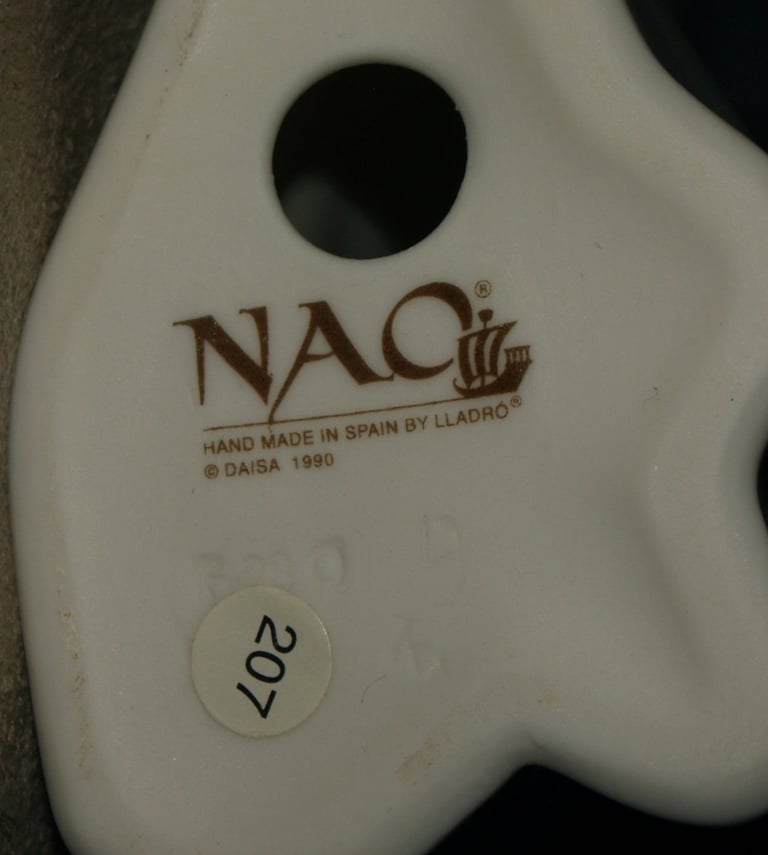 NAO®
HAND MADE IN SPAIN BY LLADRÓ®
© DAISA 1990
207